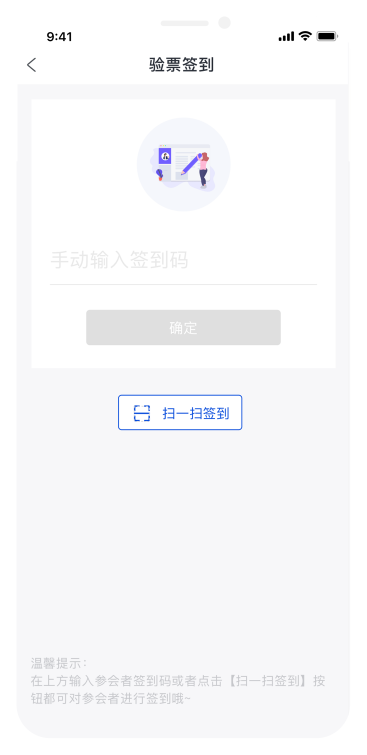 9:41
验票签到
手动输入签到码
确定
扫一扫签到
温馨提示：
在上方输入参会者签到码或者点击【扫一扫签到】按
钮都可对参会者进行签到哦~